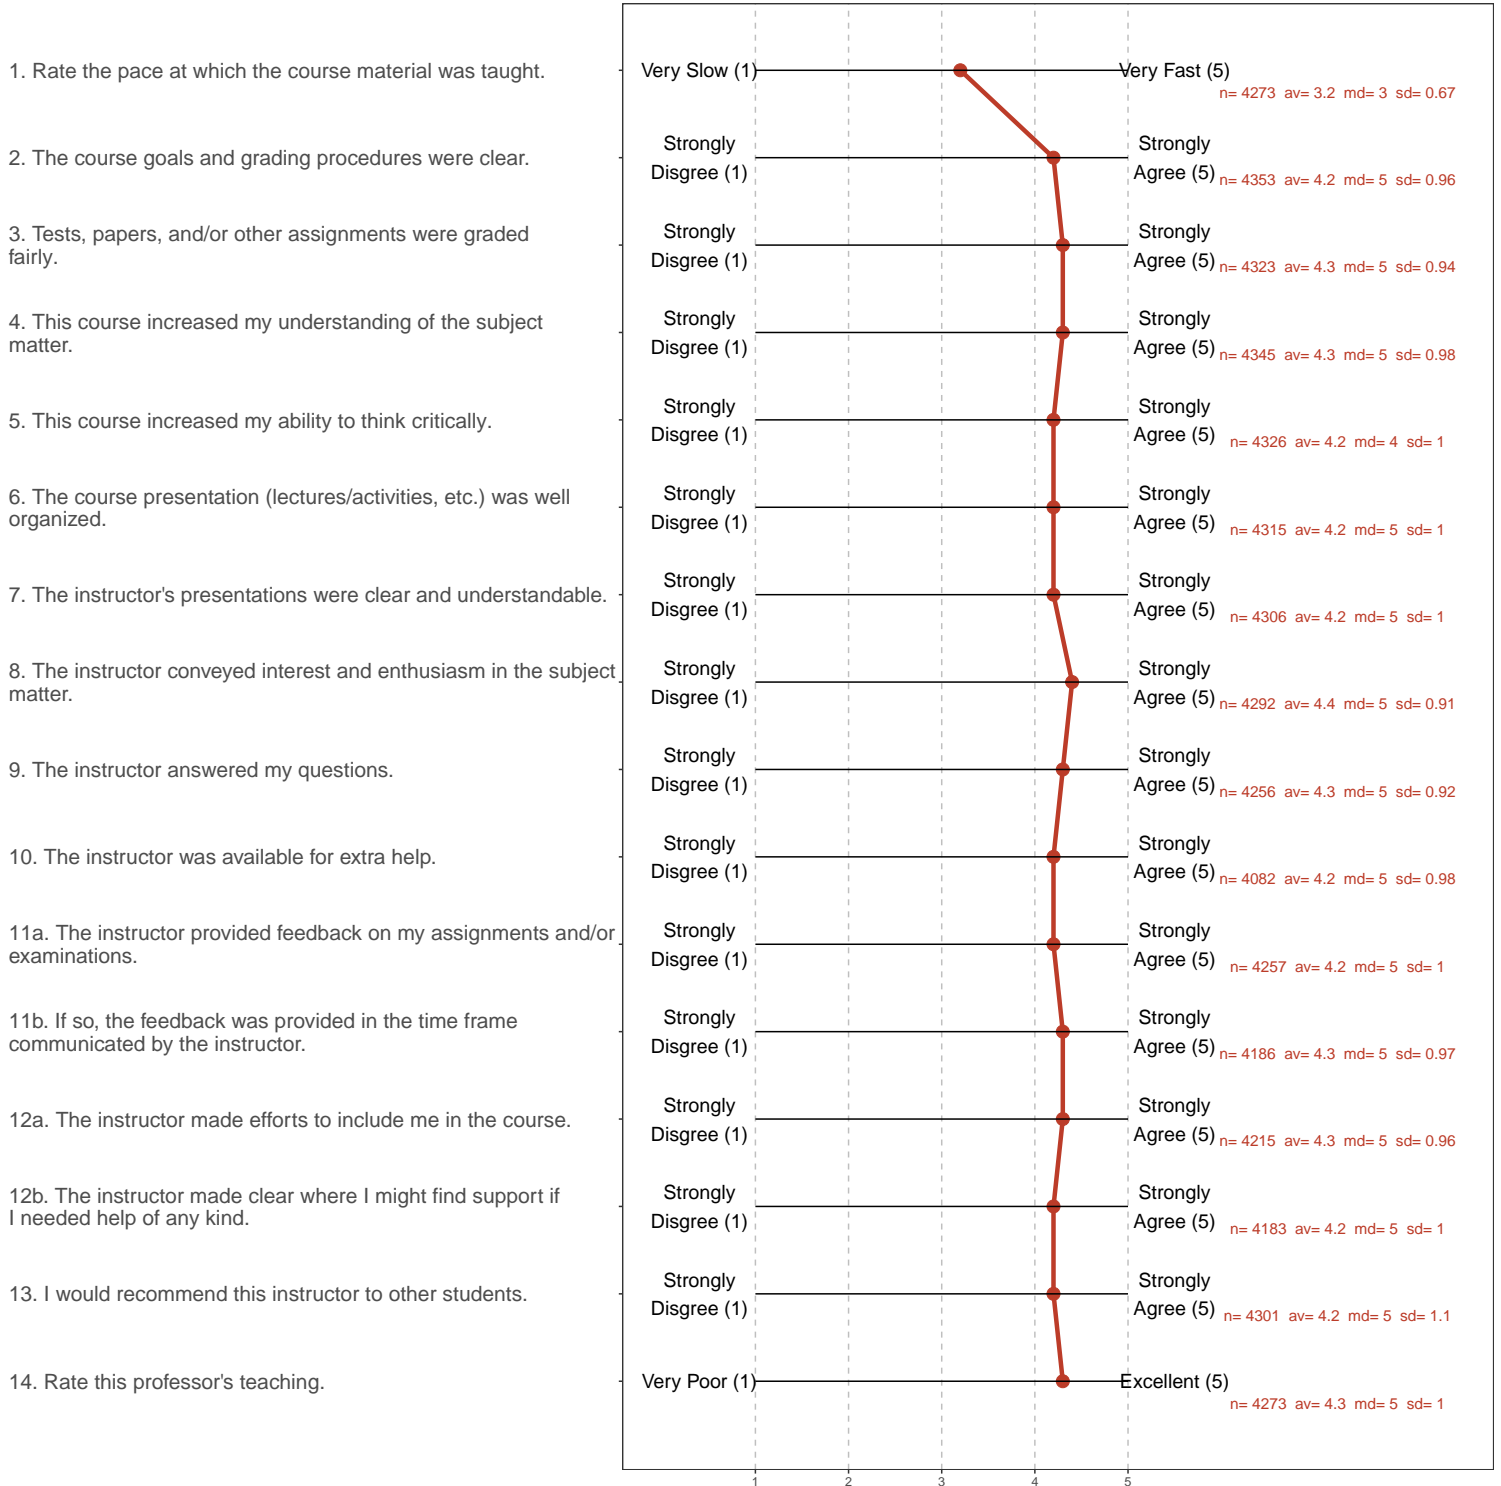 1. Rate the pace at which the course material was taught.
Very Slow (1)
Very Fast (5)
n= 4273 av= 3.2 md= 3 sd= 0.67
2. The course goals and grading procedures were clear.
Strongly
Disgree (1)
Strongly
Agree (5)
n= 4353 av= 4.2 md= 5 sd= 0.96
3. Tests, papers, and/or other assignments were graded
fairly.
Strongly
Disgree (1)
Strongly
Agree (5)
n= 4323 av= 4.3 md= 5 sd= 0.94
4. This course increased my understanding of the subject
matter.
Strongly
Disgree (1)
Strongly
Agree (5)
n= 4345 av= 4.3 md= 5 sd= 0.98
5. This course increased my ability to think critically.
Strongly
Disgree (1)
Strongly
Agree (5)
n= 4326 av= 4.2 md= 4 sd= 1
6. The course presentation (lectures/activities, etc.) was well
organized.
Strongly
Disgree (1)
Strongly
Agree (5)
n= 4315 av= 4.2 md= 5 sd= 1
7. The instructor's presentations were clear and understandable.
Strongly
Disgree (1)
Strongly
Agree (5)
n= 4306 av= 4.2 md= 5 sd= 1
8. The instructor conveyed interest and enthusiasm in the subject
matter.
Strongly
Disgree (1)
Strongly
Agree (5)
n= 4292 av= 4.4 md= 5 sd= 0.91
9. The instructor answered my questions.
Strongly
Disgree (1)
Strongly
Agree (5)
n= 4256 av= 4.3 md= 5 sd= 0.92
10. The instructor was available for extra help.
Strongly
Disgree (1)
Strongly
Agree (5)
n= 4082 av= 4.2 md= 5 sd= 0.98
11a. The instructor provided feedback on my assignments and/or
examinations.
Strongly
Disgree (1)
Strongly
Agree (5)
n= 4257 av= 4.2 md= 5 sd= 1
11b. If so, the feedback was provided in the time frame
communicated by the instructor.
Strongly
Disgree (1)
Strongly
Agree (5)
n= 4186 av= 4.3 md= 5 sd= 0.97
12a. The instructor made efforts to include me in the course.
Strongly
Disgree (1)
Strongly
Agree (5)
n= 4215 av= 4.3 md= 5 sd= 0.96
12b. The instructor made clear where I might find support if
I needed help of any kind.
Strongly
Disgree (1)
Strongly
Agree (5)
n= 4183 av= 4.2 md= 5 sd= 1
13. I would recommend this instructor to other students.
Strongly
Disgree (1)
Strongly
Agree (5)
n= 4301 av= 4.2 md= 5 sd= 1.1
14. Rate this professor's teaching.
Very Poor (1)
Excellent (5)
n= 4273 av= 4.3 md= 5 sd= 1
1 2 3 4 5